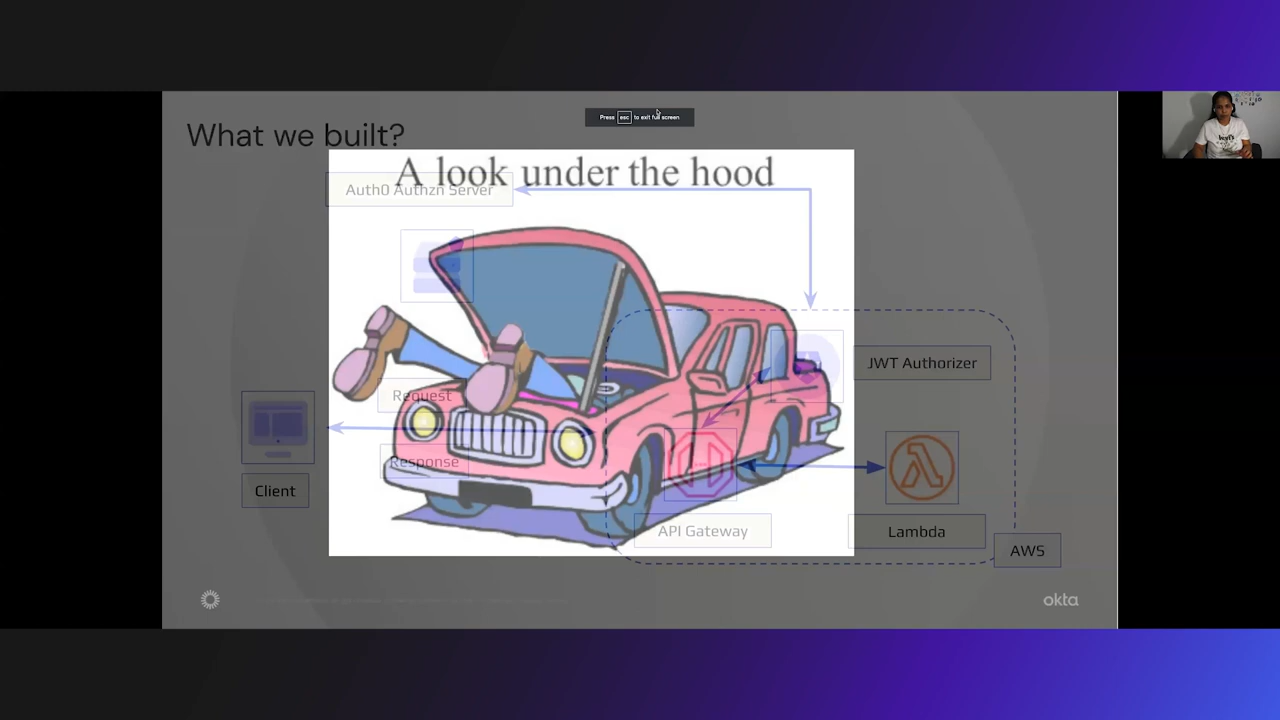 What we built?
Press esc to exit full screen
A look under the hood
Auth0 Authzn Server
JWT Authorizer
Request
Response
Client
API Gateway
Lambda
AWS
okta